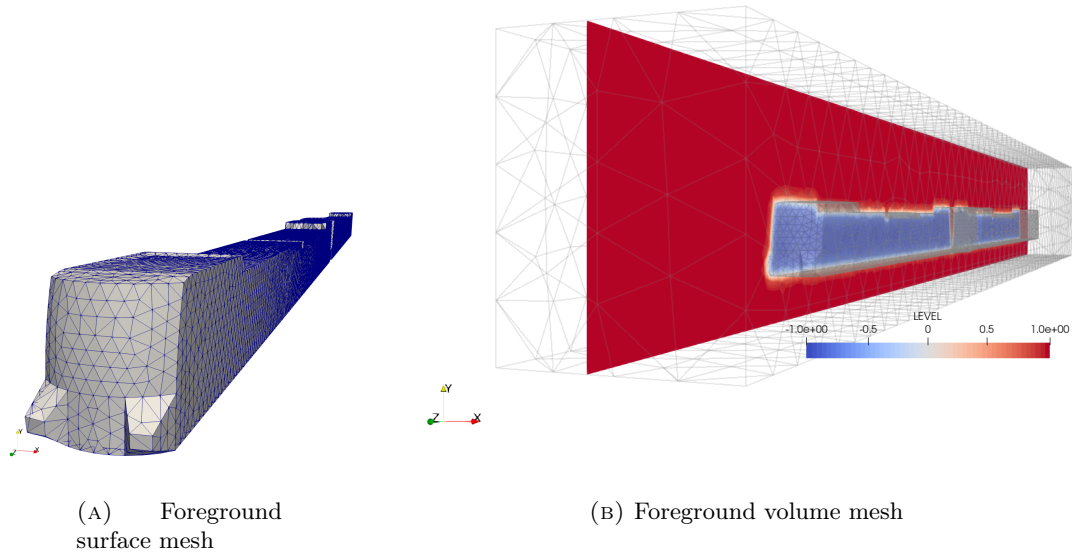 LEVEL
-1.0e+00 -0.5 0 0.5 1.0e+00
Y
Z X
Y
Z X
(A) Foreground
surface mesh
(B) Foreground volume mesh